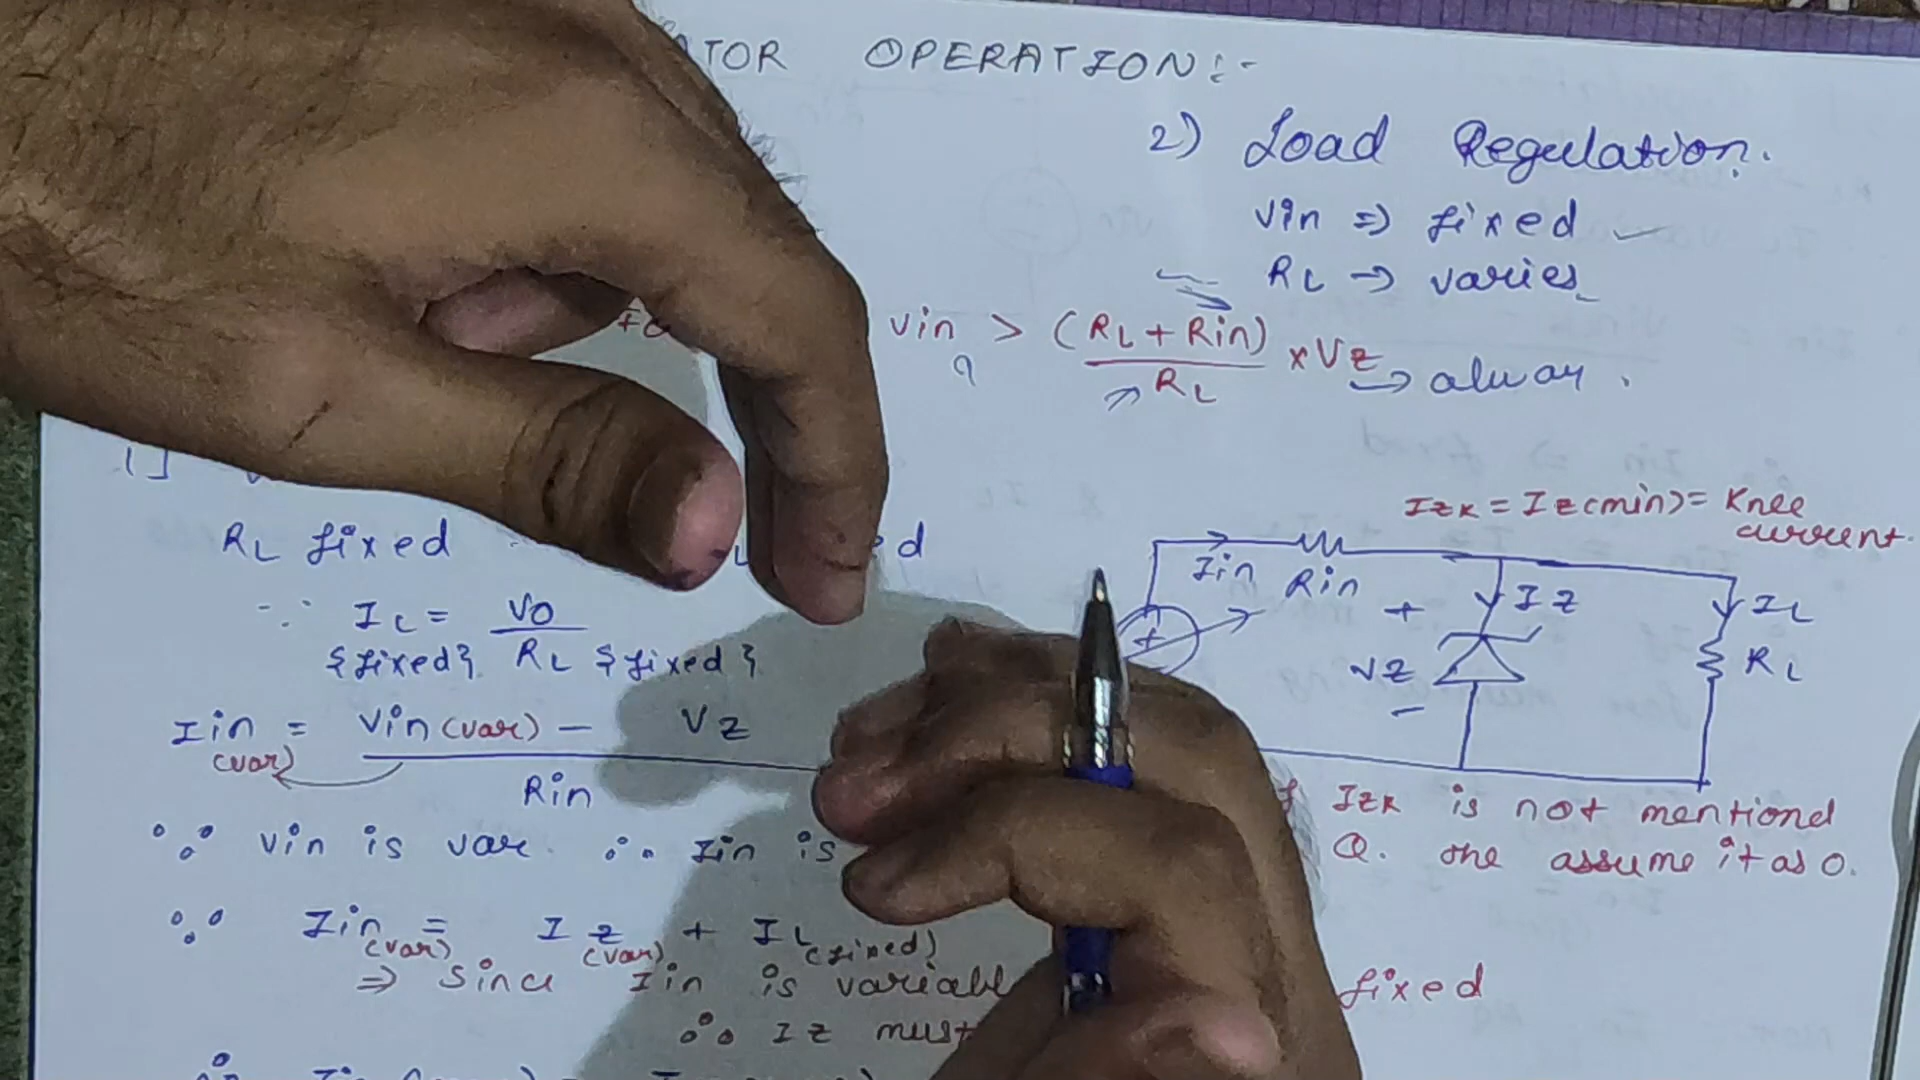 OPERATION:-
2) Load Regulation.
Vin => fixed
RL -> varies
Vin > (RL + Rin) / RL x Vz -> alway.
RL fixed
∵ IL = Vo / RL
{fixed} {fixed}
Iin (var) = Vin (var) - Vz / Rin
∵ Vin is var ∴ Iin is
∵ Iin (var) = Iz (var) + IL (fixed)
=> Since Iin is variabl
fixed
∴ Iz must
IZK = IZ(min) = Knee current.
Iin Rin + IZ IL
+ VZ - RL
IZK is not mentiond
Q. the assume it as 0.